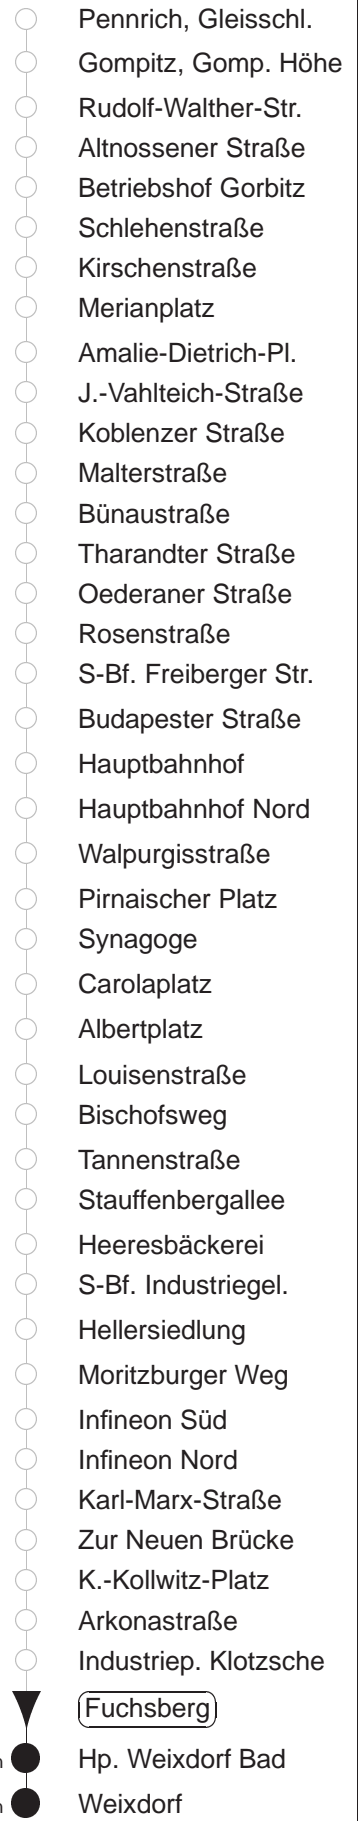 Pennrich, Gleisschl.
Gompitz, Gomp. Höhe
Rudolf-Walther-Str.
Altnossener Straße
Betriebshof Gorbitz
Schlehenstraße
Kirschenstraße
Merianplatz
Amalie-Dietrich-Pl.
J.-Vahlteich-Straße
Koblenzer Straße
Malterstraße
Bünaustraße
Tharandter Straße
Oederaner Straße
Rosenstraße
S-Bf. Freiberger Str.
Budapester Straße
Hauptbahnhof
Hauptbahnhof Nord
Walpurgisstraße
Pirnaischer Platz
Synagoge
Carolaplatz
Albertplatz
Louisenstraße
Bischofsweg
Tannenstraße
Stauffenbergallee
Heeresbäckerei
S-Bf. Industriegel.
Hellersiedlung
Moritzburger Weg
Infineon Süd
Infineon Nord
Karl-Marx-Straße
Zur Neuen Brücke
K.-Kollwitz-Platz
Arkonastraße
Industriep. Klotzsche
Fuchsberg
Hp. Weixdorf Bad
Weixdorf